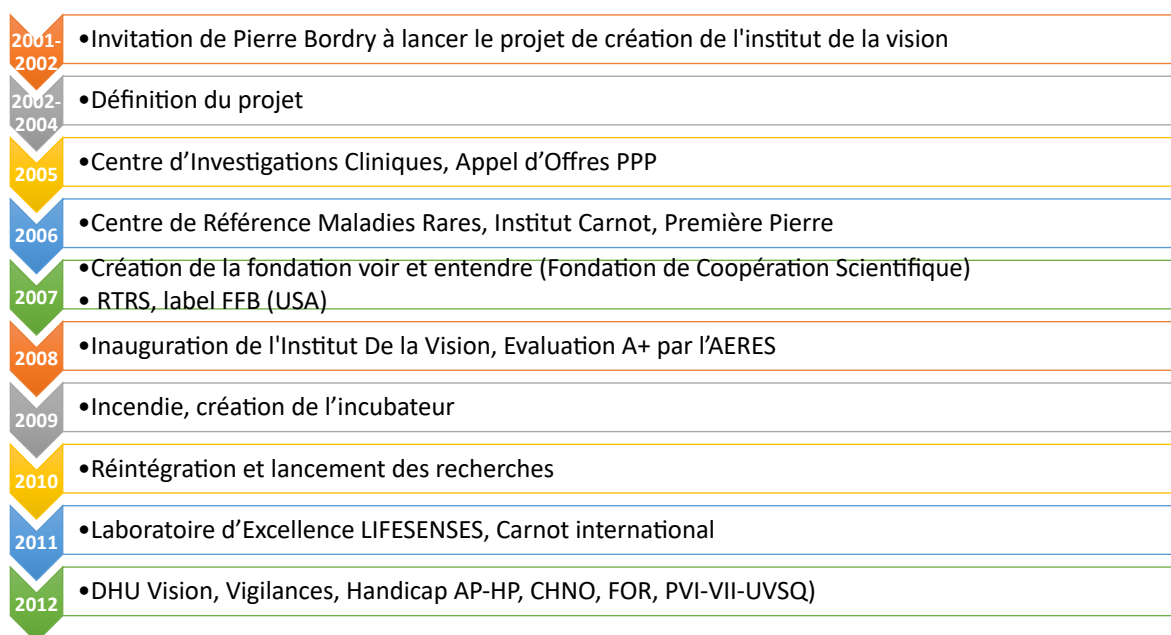 2001-
2002
•Invitation de Pierre Bordry à lancer le projet de création de l'institut de la vision
2002-
2004
•Définition du projet
2005
•Centre d’Investigations Cliniques, Appel d’Offres PPP
2006
•Centre de Référence Maladies Rares, Institut Carnot, Première Pierre
2007
•Création de la fondation voir et entendre (Fondation de Coopération Scientifique)
• RTRS, label FFB (USA)
2008
•Inauguration de l'Institut De la Vision, Evaluation A+ par l’AERES
2009
•Incendie, création de l’incubateur
2010
•Réintégration et lancement des recherches
2011
•Laboratoire d’Excellence LIFESENSES, Carnot international
2012
•DHU Vision, Vigilances, Handicap AP-HP, CHNO, FOR, PVI-VII-UVSQ)